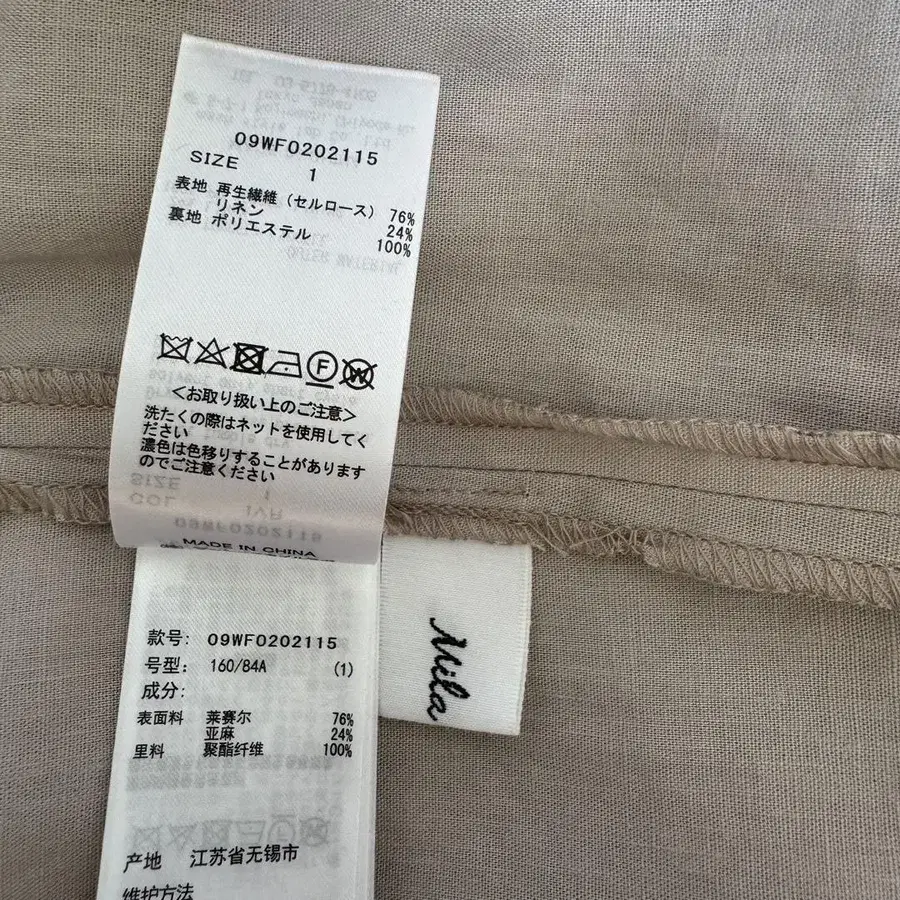 09WF0202115
SIZE 1
表地 再生繊維（セルロース） 76%
リネン 24%
裏地 ポリエステル 100%
F
W
＜お取り扱い上のご注意＞
洗たくの際はネットを使用してく
ださい
濃色は色移りすることがあります
のでご注意ください
MADE IN CHINA
款号: 09WF0202115
号型: 160/84A (1)
成分:
表面料 莱赛尔 76%
亚麻 24%
里料 聚酯纤维 100%
产地 江苏省无锡市
维护方法
Mila